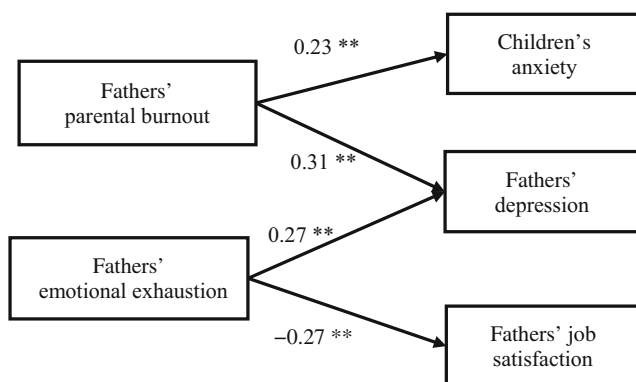 Children's
anxiety
0.23 **
Fathers'
parental burnout
0.31 **
Fathers'
depression
0.27 **
Fathers'
emotional exhaustion
−0.27 **
Fathers' job
satisfaction